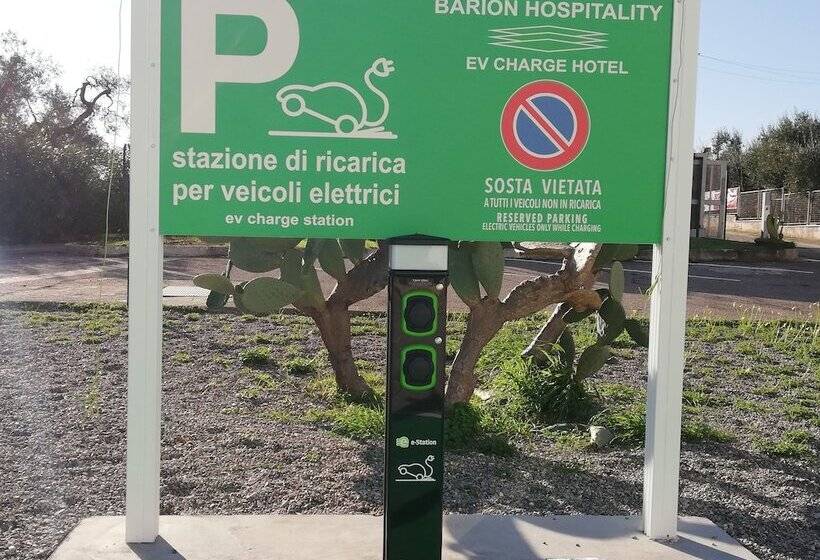 P
stazione di ricarica
per veicoli elettrici
ev charge station
BARION HOSPITALITY
EV CHARGE HOTEL
SOSTA VIETATA
A TUTTI I VEICOLI NON IN RICARICA
RESERVED PARKING
ELECTRIC VEHICLES ONLY WHILE CHARGING
e-Station